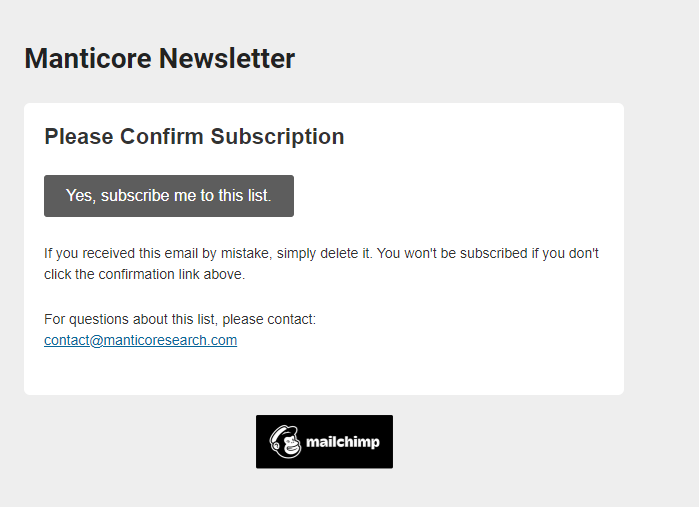 Manticore Newsletter
Please Confirm Subscription
Yes, subscribe me to this list.
If you received this email by mistake, simply delete it. You won't be subscribed if you don't
click the confirmation link above.
For questions about this list, please contact:
contact@manticoresearch.com
mailchimp